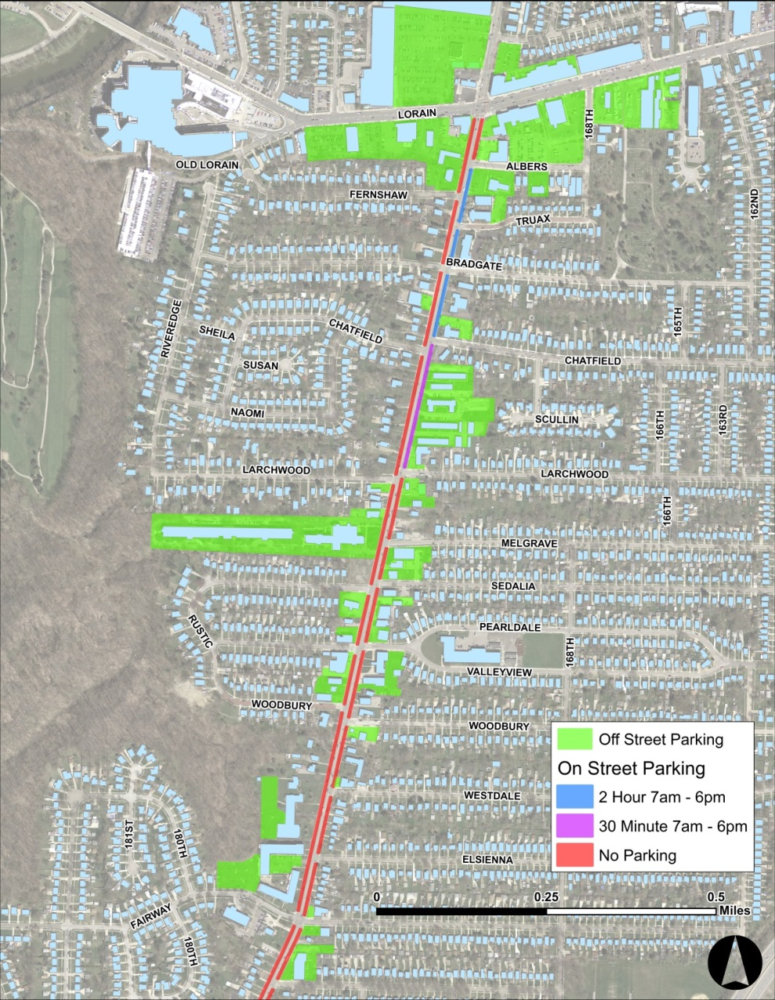 LORAIN
168TH
OLD LORAIN
ALBERS
FERNSHAW
162ND
TRUAX
BRADGATE
RIVEREDGE
SHEILA
CHATFIELD
165TH
SUSAN
CHATFIELD
NAOMI
SCULLIN
166TH
163RD
LARCHWOOD
LARCHWOOD
166TH
MELGRAVE
SEDALIA
RUSTIC
PEARLDALE
168TH
VALLEYVIEW
WOODBURY
WOODBURY
Off Street Parking
On Street Parking
2 Hour 7am - 6pm
30 Minute 7am - 6pm
No Parking
WESTDALE
181ST
180TH
ELSIENNA
0 0.25 0.5
Miles
FAIRWAY
180TH